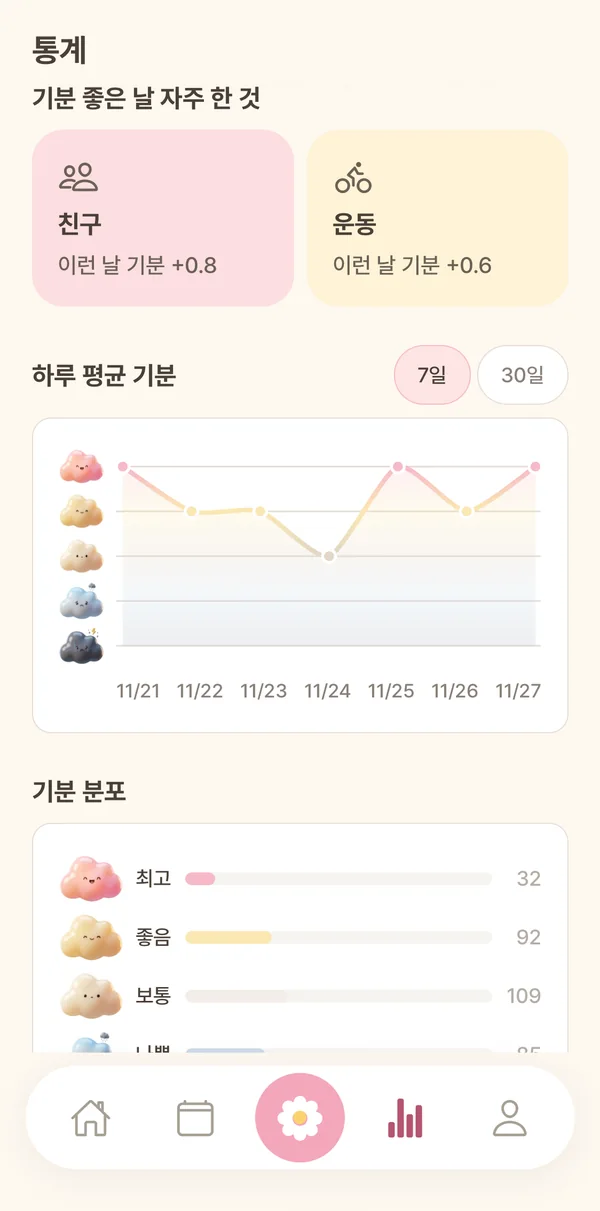 통계
기분 좋은 날 자주 한 것
친구
이런 날 기분 +0.8
운동
이런 날 기분 +0.6
하루 평균 기분
7일
30일
11/21 11/22 11/23 11/24 11/25 11/26 11/27
기분 분포
최고 32
좋음 92
보통 109